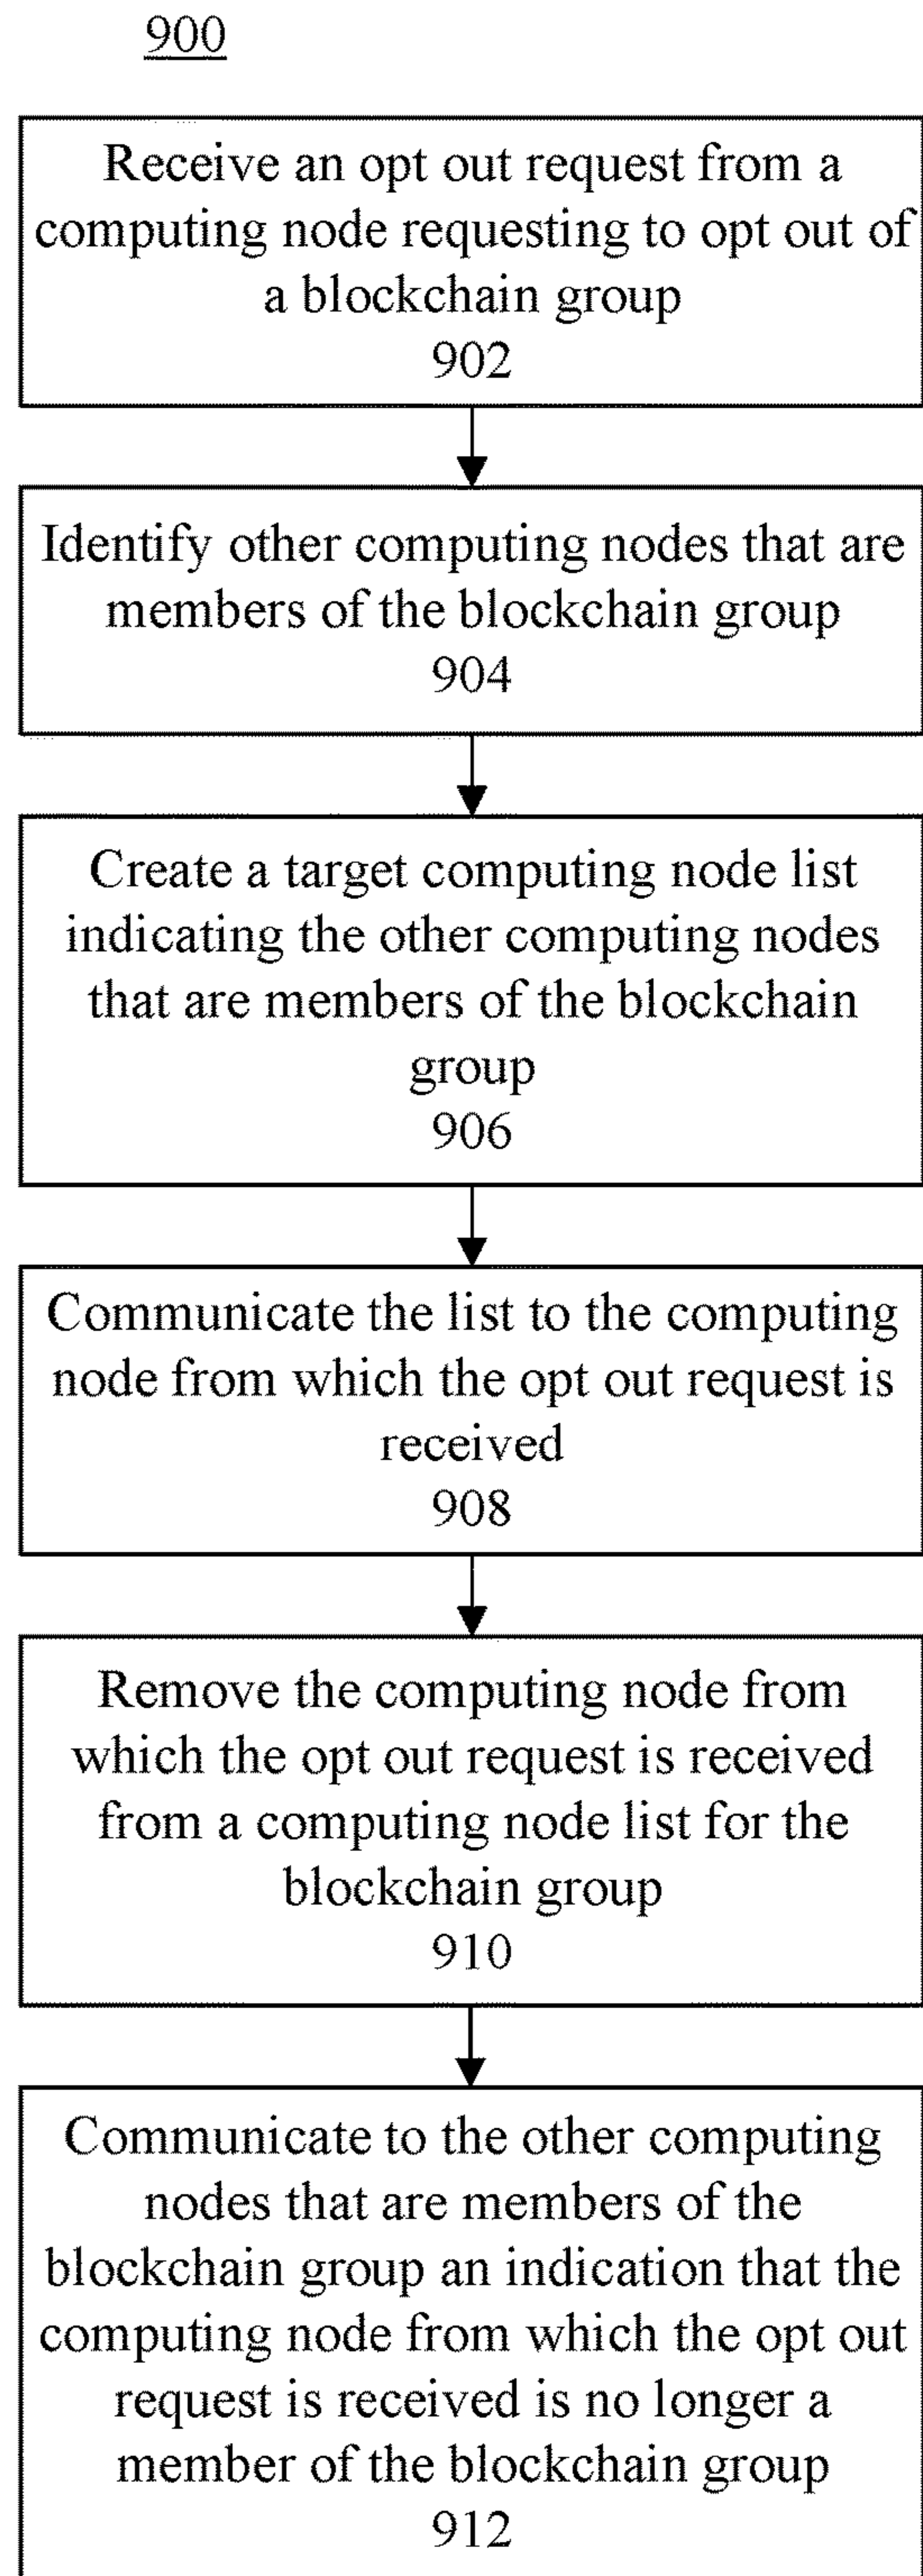 900
Receive an opt out request from a
computing node requesting to opt out of
a blockchain group
902
Identify other computing nodes that are
members of the blockchain group
904
Create a target computing node list
indicating the other computing nodes
that are members of the blockchain
group
906
Communicate the list to the computing
node from which the opt out request is
received
908
Remove the computing node from
which the opt out request is received
from a computing node list for the
blockchain group
910
Communicate to the other computing
nodes that are members of the
blockchain group an indication that the
computing node from which the opt out
request is received is no longer a
member of the blockchain group
912